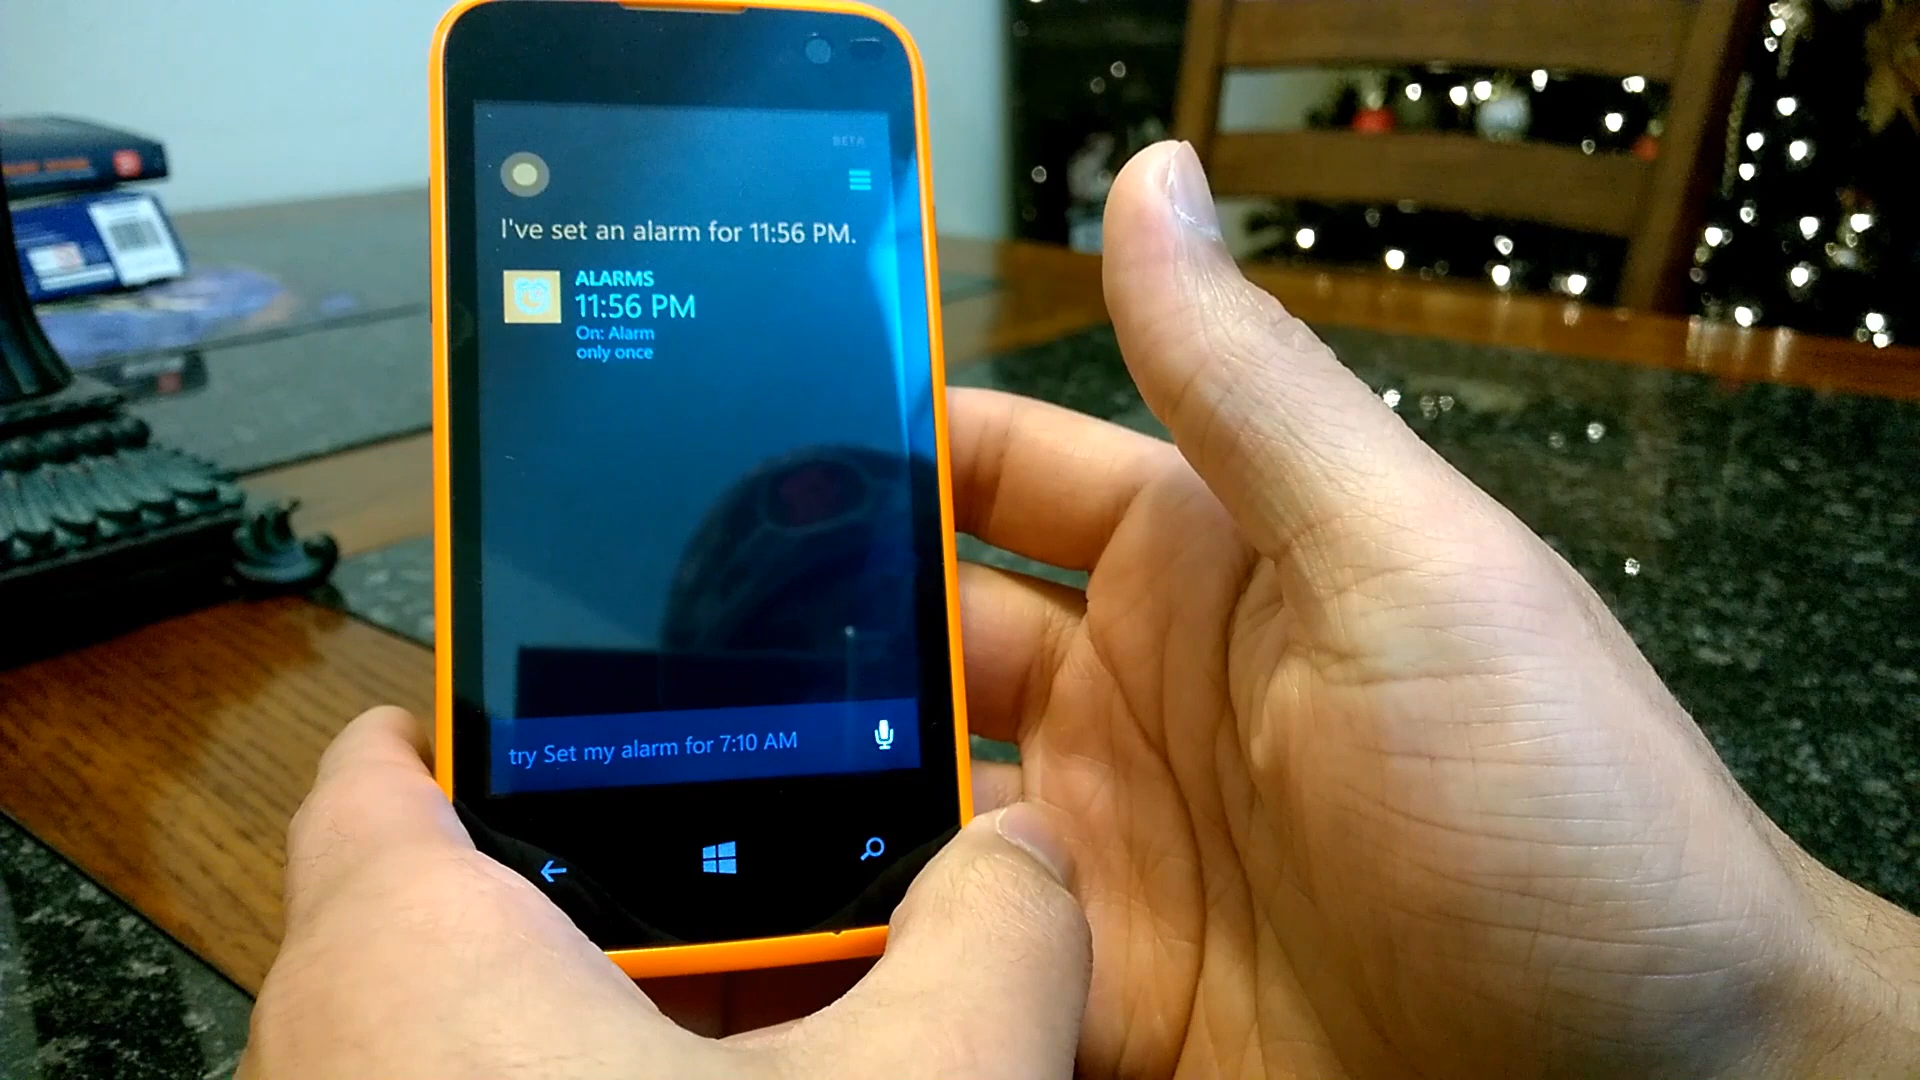 BETA
I've set an alarm for 11:56 PM.
ALARMS
11:56 PM
On: Alarm
only once
try Set my alarm for 7:10 AM